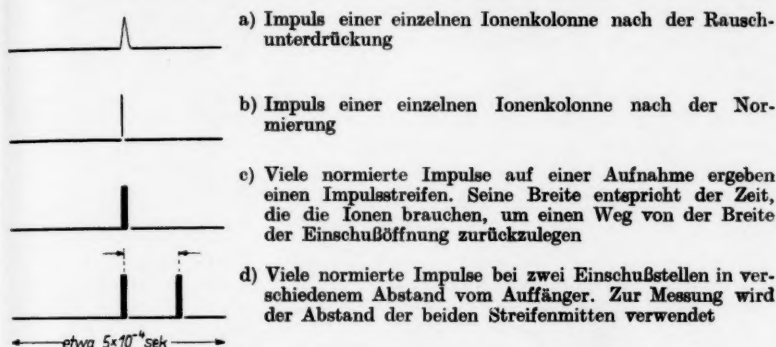 a) Impuls einer einzelnen Ionenkolonne nach der Rausch-
unterdrückung
b) Impuls einer einzelnen Ionenkolonne nach der Nor-
mierung
c) Viele normierte Impulse auf einer Aufnahme ergeben
einen Impulsstreifen. Seine Breite entspricht der Zeit,
die die Ionen brauchen, um einen Weg von der Breite
der Einschußöffnung zurückzulegen
d) Viele normierte Impulse bei zwei Einschußstellen in ver-
schiedenem Abstand vom Auffänger. Zur Messung wird
der Abstand der beiden Streifenmitten verwendet
etwa 5×10⁻⁴ sek